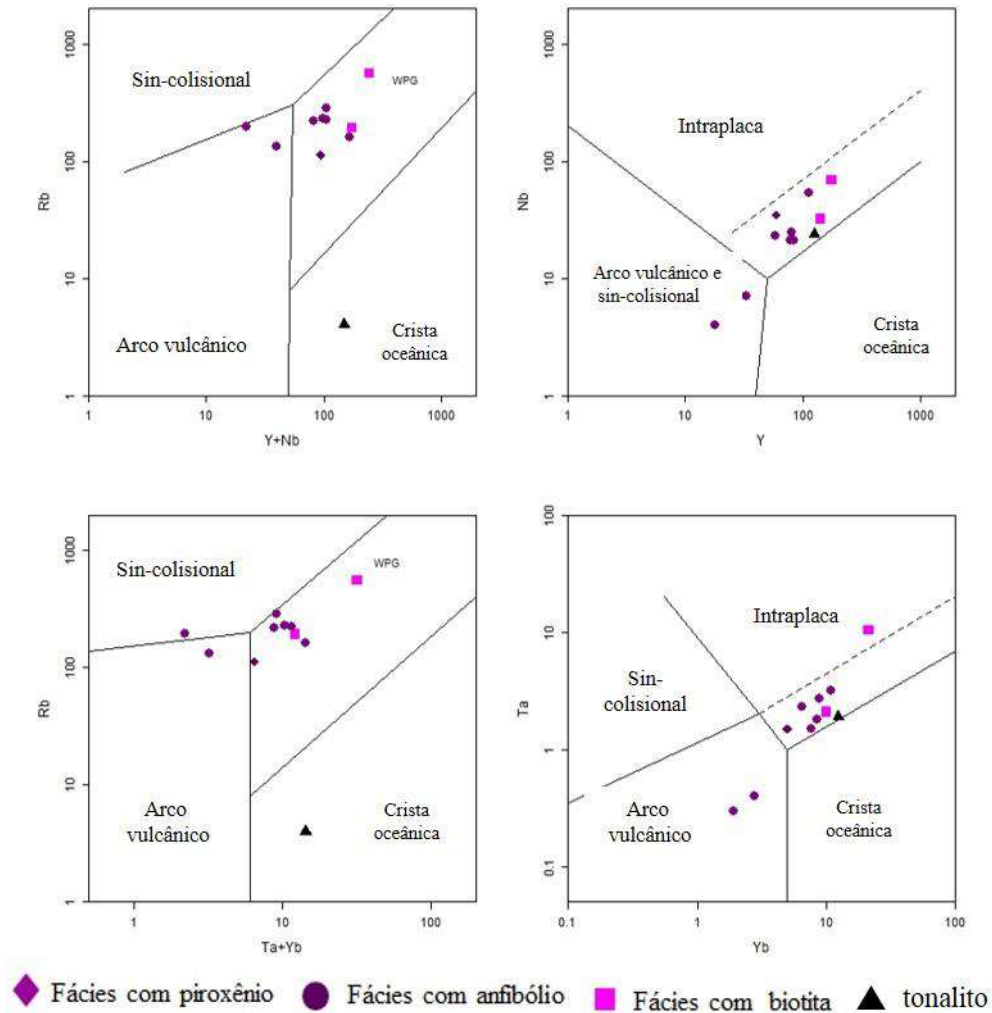 1000
Sin-colisional
WPG
100
Rb
10
Arco vulcânico
Crista
oceânica
1
1
10
100
1000
Y+Nb
1000
Intraplaca
100
Nb
10
Arco vulcânico e
sin-colisional
Crista
oceânica
1
1
10
100
1000
Y
1000
Sin-colisional
WPG
100
Rb
10
Arco
vulcânico
Crista
oceânica
1
1
10
100
Ta+Yb
100
Intraplaca
10
Sin-
colisional
Ta
1
Arco
vulcânico
Crista
oceânica
0.1
0.1
1
10
100
Yb
Fácies com piroxênio
Fácies com anfibólio
Fácies com biotita
tonalito